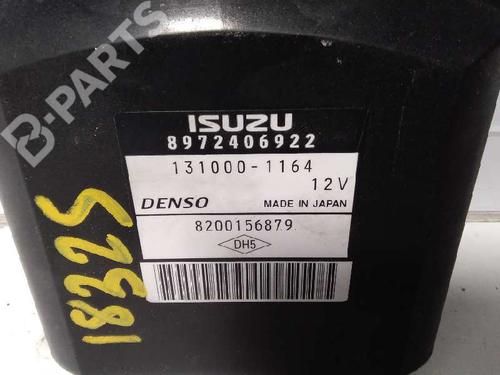 B-PARTS
ISUZU
8972406922
131000-1164
12V
DENSO MADE IN JAPAN
8200156879
DH5
18325